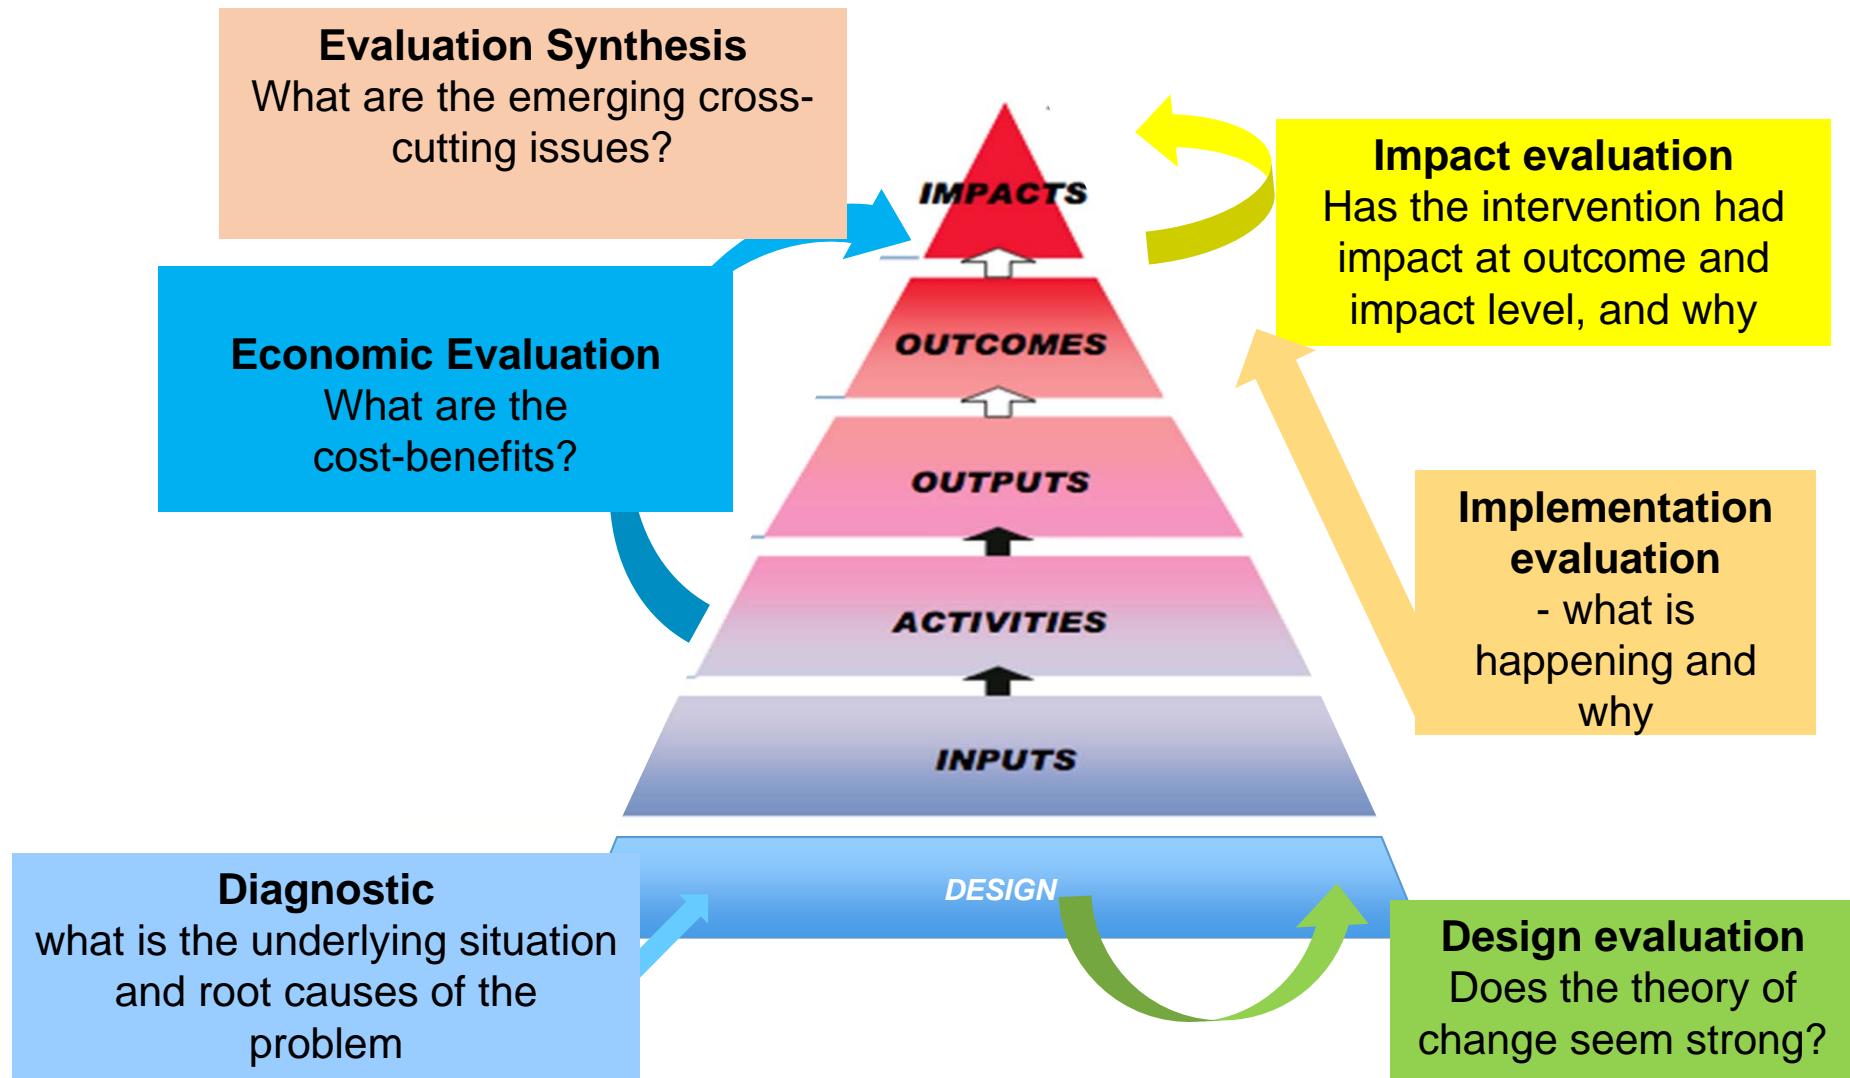 Evaluation Synthesis
What are the emerging cross-
cutting issues?
Economic Evaluation
What are the
cost-benefits?
IMPACTS
OUTCOMES
OUTPUTS
ACTIVITIES
INPUTS
DESIGN
Impact evaluation
Has the intervention had
impact at outcome and
impact level, and why
Implementation
evaluation
- what is
happening and
why
Diagnostic
what is the underlying situation
and root causes of the
problem
Design evaluation
Does the theory of
change seem strong?